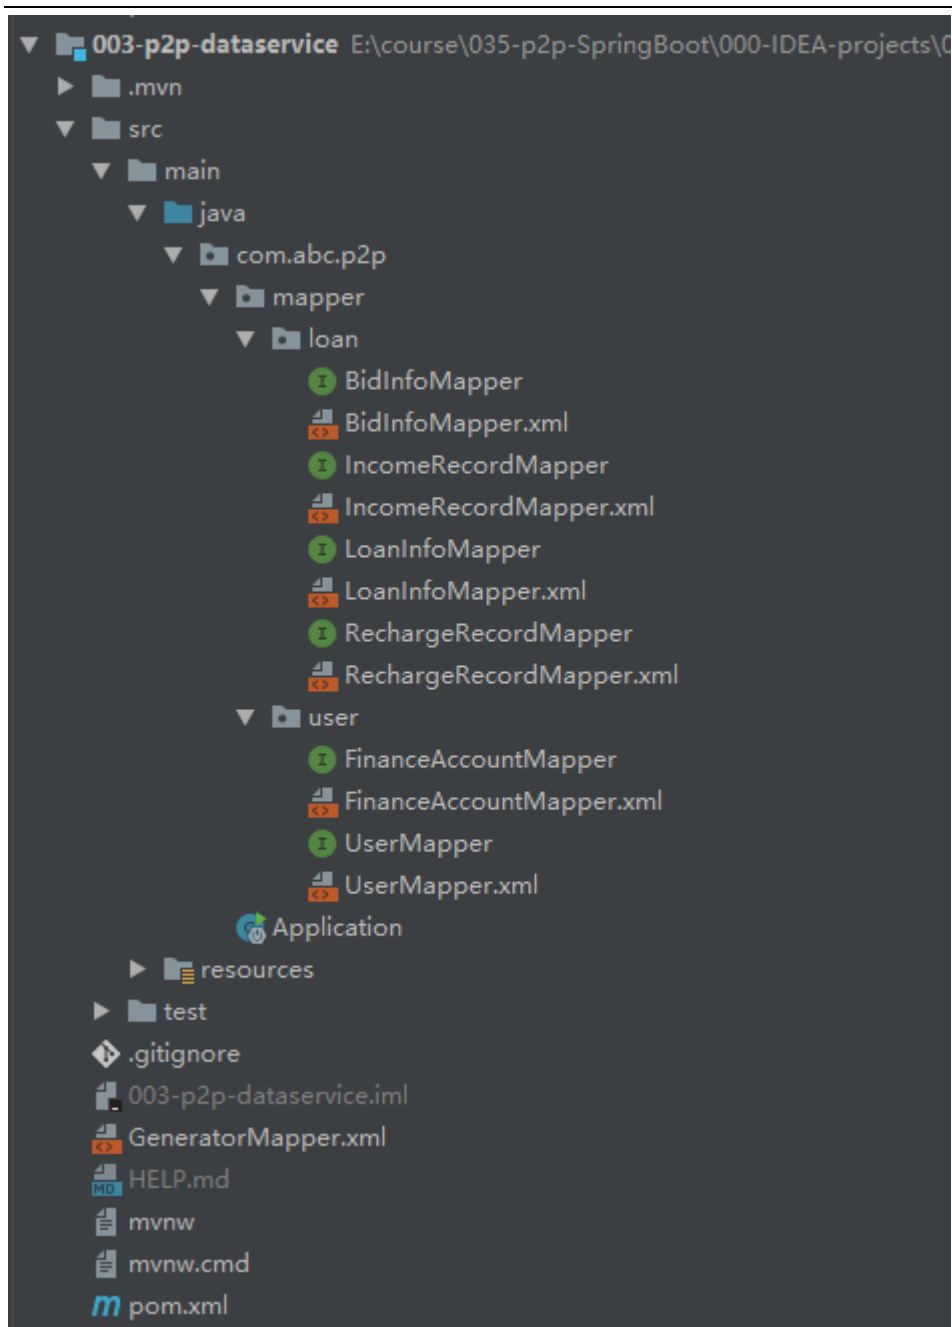 003-p2p-dataservice E:\course\035-p2p-SpringBoot\000-IDEA-projects\0
.mvn
src
main
java
com.abc.p2p
mapper
loan
BidInfoMapper
BidInfoMapper.xml
IncomeRecordMapper
IncomeRecordMapper.xml
LoanInfoMapper
LoanInfoMapper.xml
RechargeRecordMapper
RechargeRecordMapper.xml
user
FinanceAccountMapper
FinanceAccountMapper.xml
UserMapper
UserMapper.xml
Application
resources
test
.gitignore
003-p2p-dataservice.iml
GeneratorMapper.xml
HELP.md
mvnw
mvnw.cmd
pom.xml